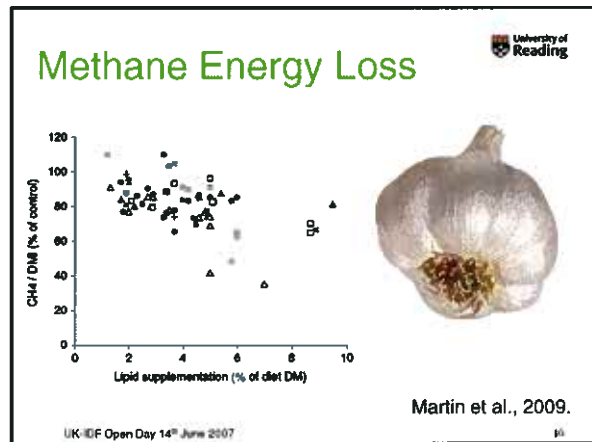 University of
Reading
Methane Energy Loss
120
100
80
60
40
20
0
CH4 / DMI (% of control)
0 2 4 6 8 10
Lipid supplementation (% of diet DM)
Martin et al., 2009.
UK-IDF Open Day 14th June 2007